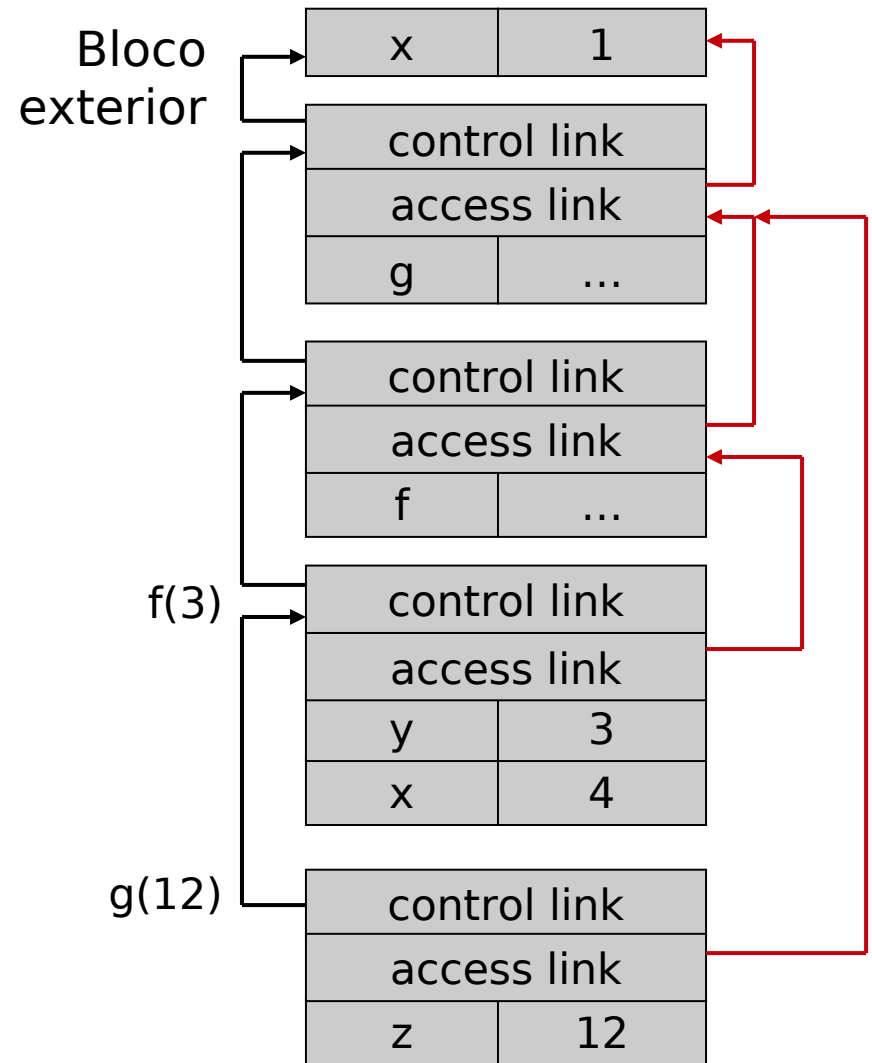 Bloco
exterior
x 1
control link
access link
g ...
control link
access link
f ...
f(3)
control link
access link
y 3
x 4
g(12)
control link
access link
z 12